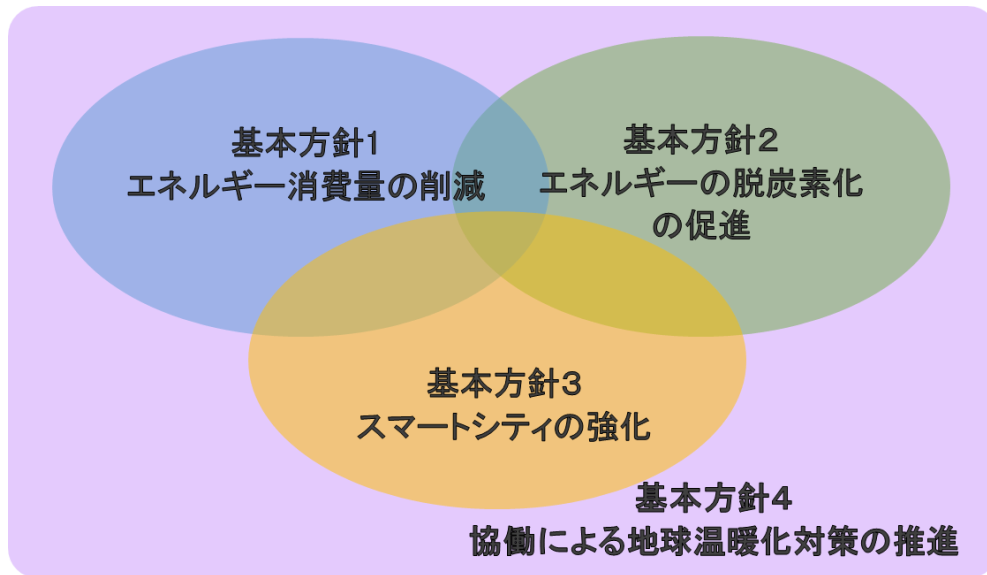 基本方針1
エネルギー消費量の削減
基本方針２
エネルギーの脱炭素化
の促進
基本方針３
スマートシティの強化
基本方針４
協働による地球温暖化対策の推進